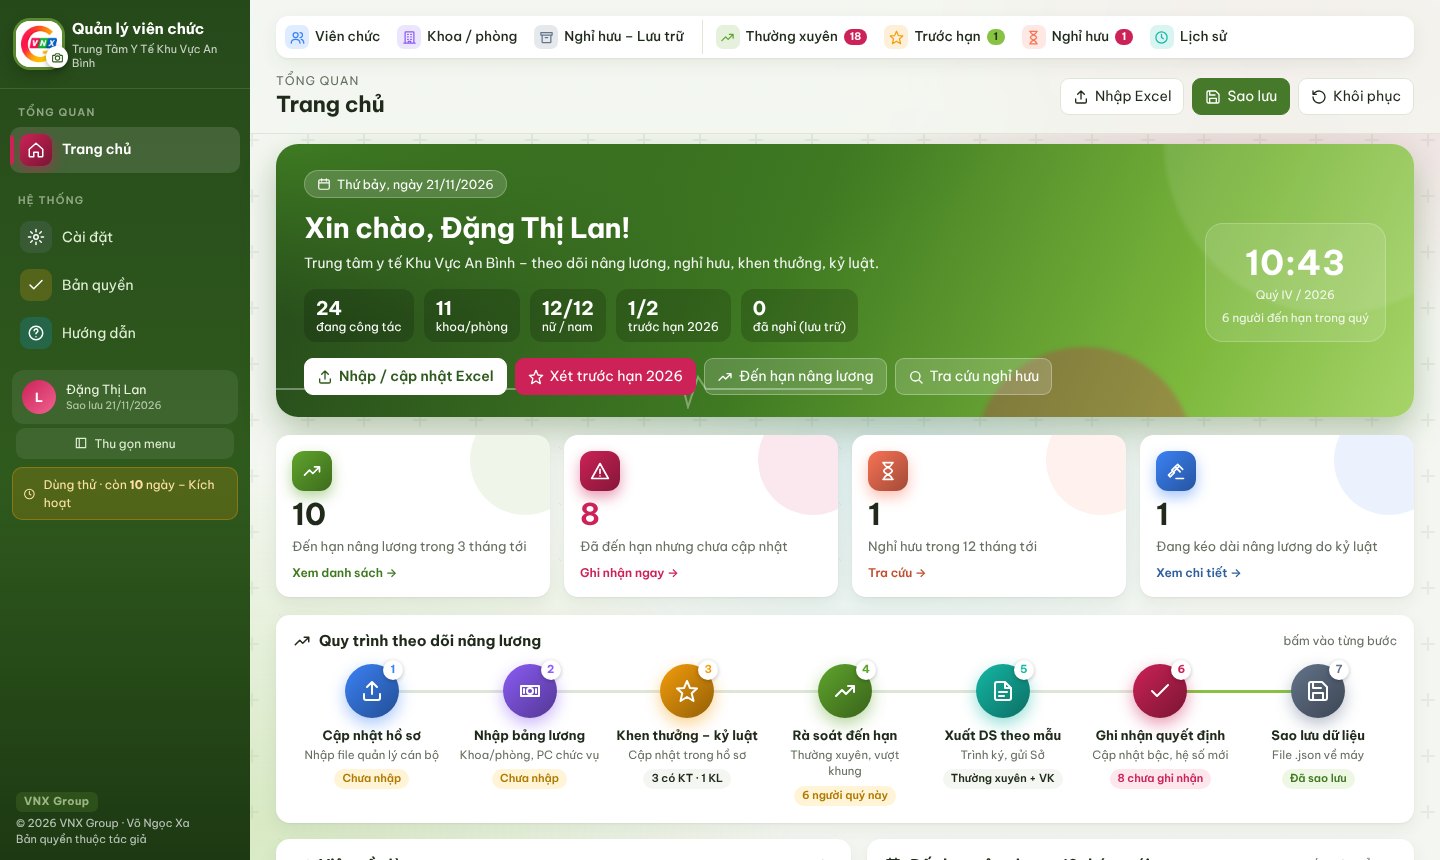 Quản lý viên chức
Trung Tâm Y Tế Khu Vực An
Bình
VNX
TỔNG QUAN
Trang chủ
HỆ THỐNG
Cài đặt
Bản quyền
Hướng dẫn
L
Đặng Thị Lan
Sao lưu 21/11/2026
Thu gọn menu
Dùng thử · còn 10 ngày – Kích
hoạt
VNX Group
© 2026 VNX Group · Võ Ngọc Xa
Bản quyền thuộc tác giả
Viên chức
Khoa / phòng
Nghỉ hưu – Lưu trữ
Thường xuyên 18
Trước hạn 1
Nghỉ hưu 1
Lịch sử
TỔNG QUAN
Trang chủ
Nhập Excel
Sao lưu
Khôi phục
Thứ bảy, ngày 21/11/2026
Xin chào, Đặng Thị Lan!
Trung tâm y tế Khu Vực An Bình – theo dõi nâng lương, nghỉ hưu, khen thưởng, kỷ luật.
24
đang công tác
11
khoa/phòng
12/12
nữ / nam
1/2
trước hạn 2026
0
đã nghỉ (lưu trữ)
10:43
Quý IV / 2026
6 người đến hạn trong quý
Nhập / cập nhật Excel
Xét trước hạn 2026
Đến hạn nâng lương
Tra cứu nghỉ hưu
10
Đến hạn nâng lương trong 3 tháng tới
Xem danh sách →
8
Đã đến hạn nhưng chưa cập nhật
Ghi nhận ngay →
1
Nghỉ hưu trong 12 tháng tới
Tra cứu →
1
Đang kéo dài nâng lương do kỷ luật
Xem chi tiết →
Quy trình theo dõi nâng lương
bấm vào từng bước
1
Cập nhật hồ sơ
Nhập file quản lý cán bộ
Chưa nhập
2
Nhập bảng lương
Khoa/phòng, PC chức vụ
Chưa nhập
3
Khen thưởng – kỷ luật
Cập nhật trong hồ sơ
3 có KT · 1 KL
4
Rà soát đến hạn
Thường xuyên, vượt
khung
6 người quý này
5
Xuất DS theo mẫu
Trình ký, gửi Sở
Thường xuyên + VK
6
Ghi nhận quyết định
Cập nhật bậc, hệ số mới
8 chưa ghi nhận
7
Sao lưu dữ liệu
File .json về máy
Đã sao lưu